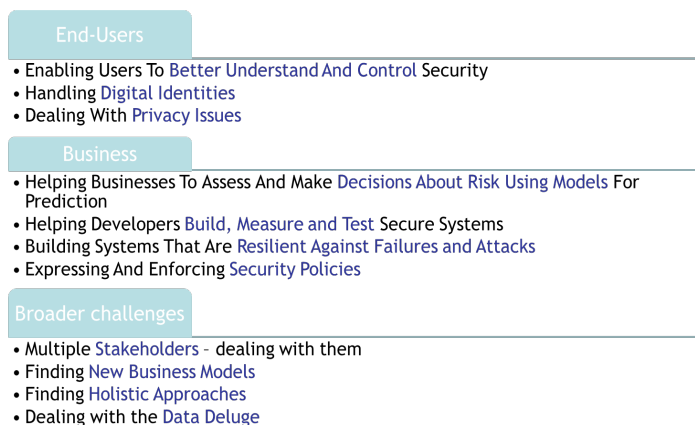 End-Users
• Enabling Users To Better Understand And Control Security
• Handling Digital Identities
• Dealing With Privacy Issues
Business
• Helping Businesses To Assess And Make Decisions About Risk Using Models For
Prediction
• Helping Developers Build, Measure and Test Secure Systems
• Building Systems That Are Resilient Against Failures and Attacks
• Expressing And Enforcing Security Policies
Broader challenges
• Multiple Stakeholders – dealing with them
• Finding New Business Models
• Finding Holistic Approaches
• Dealing with the Data Deluge